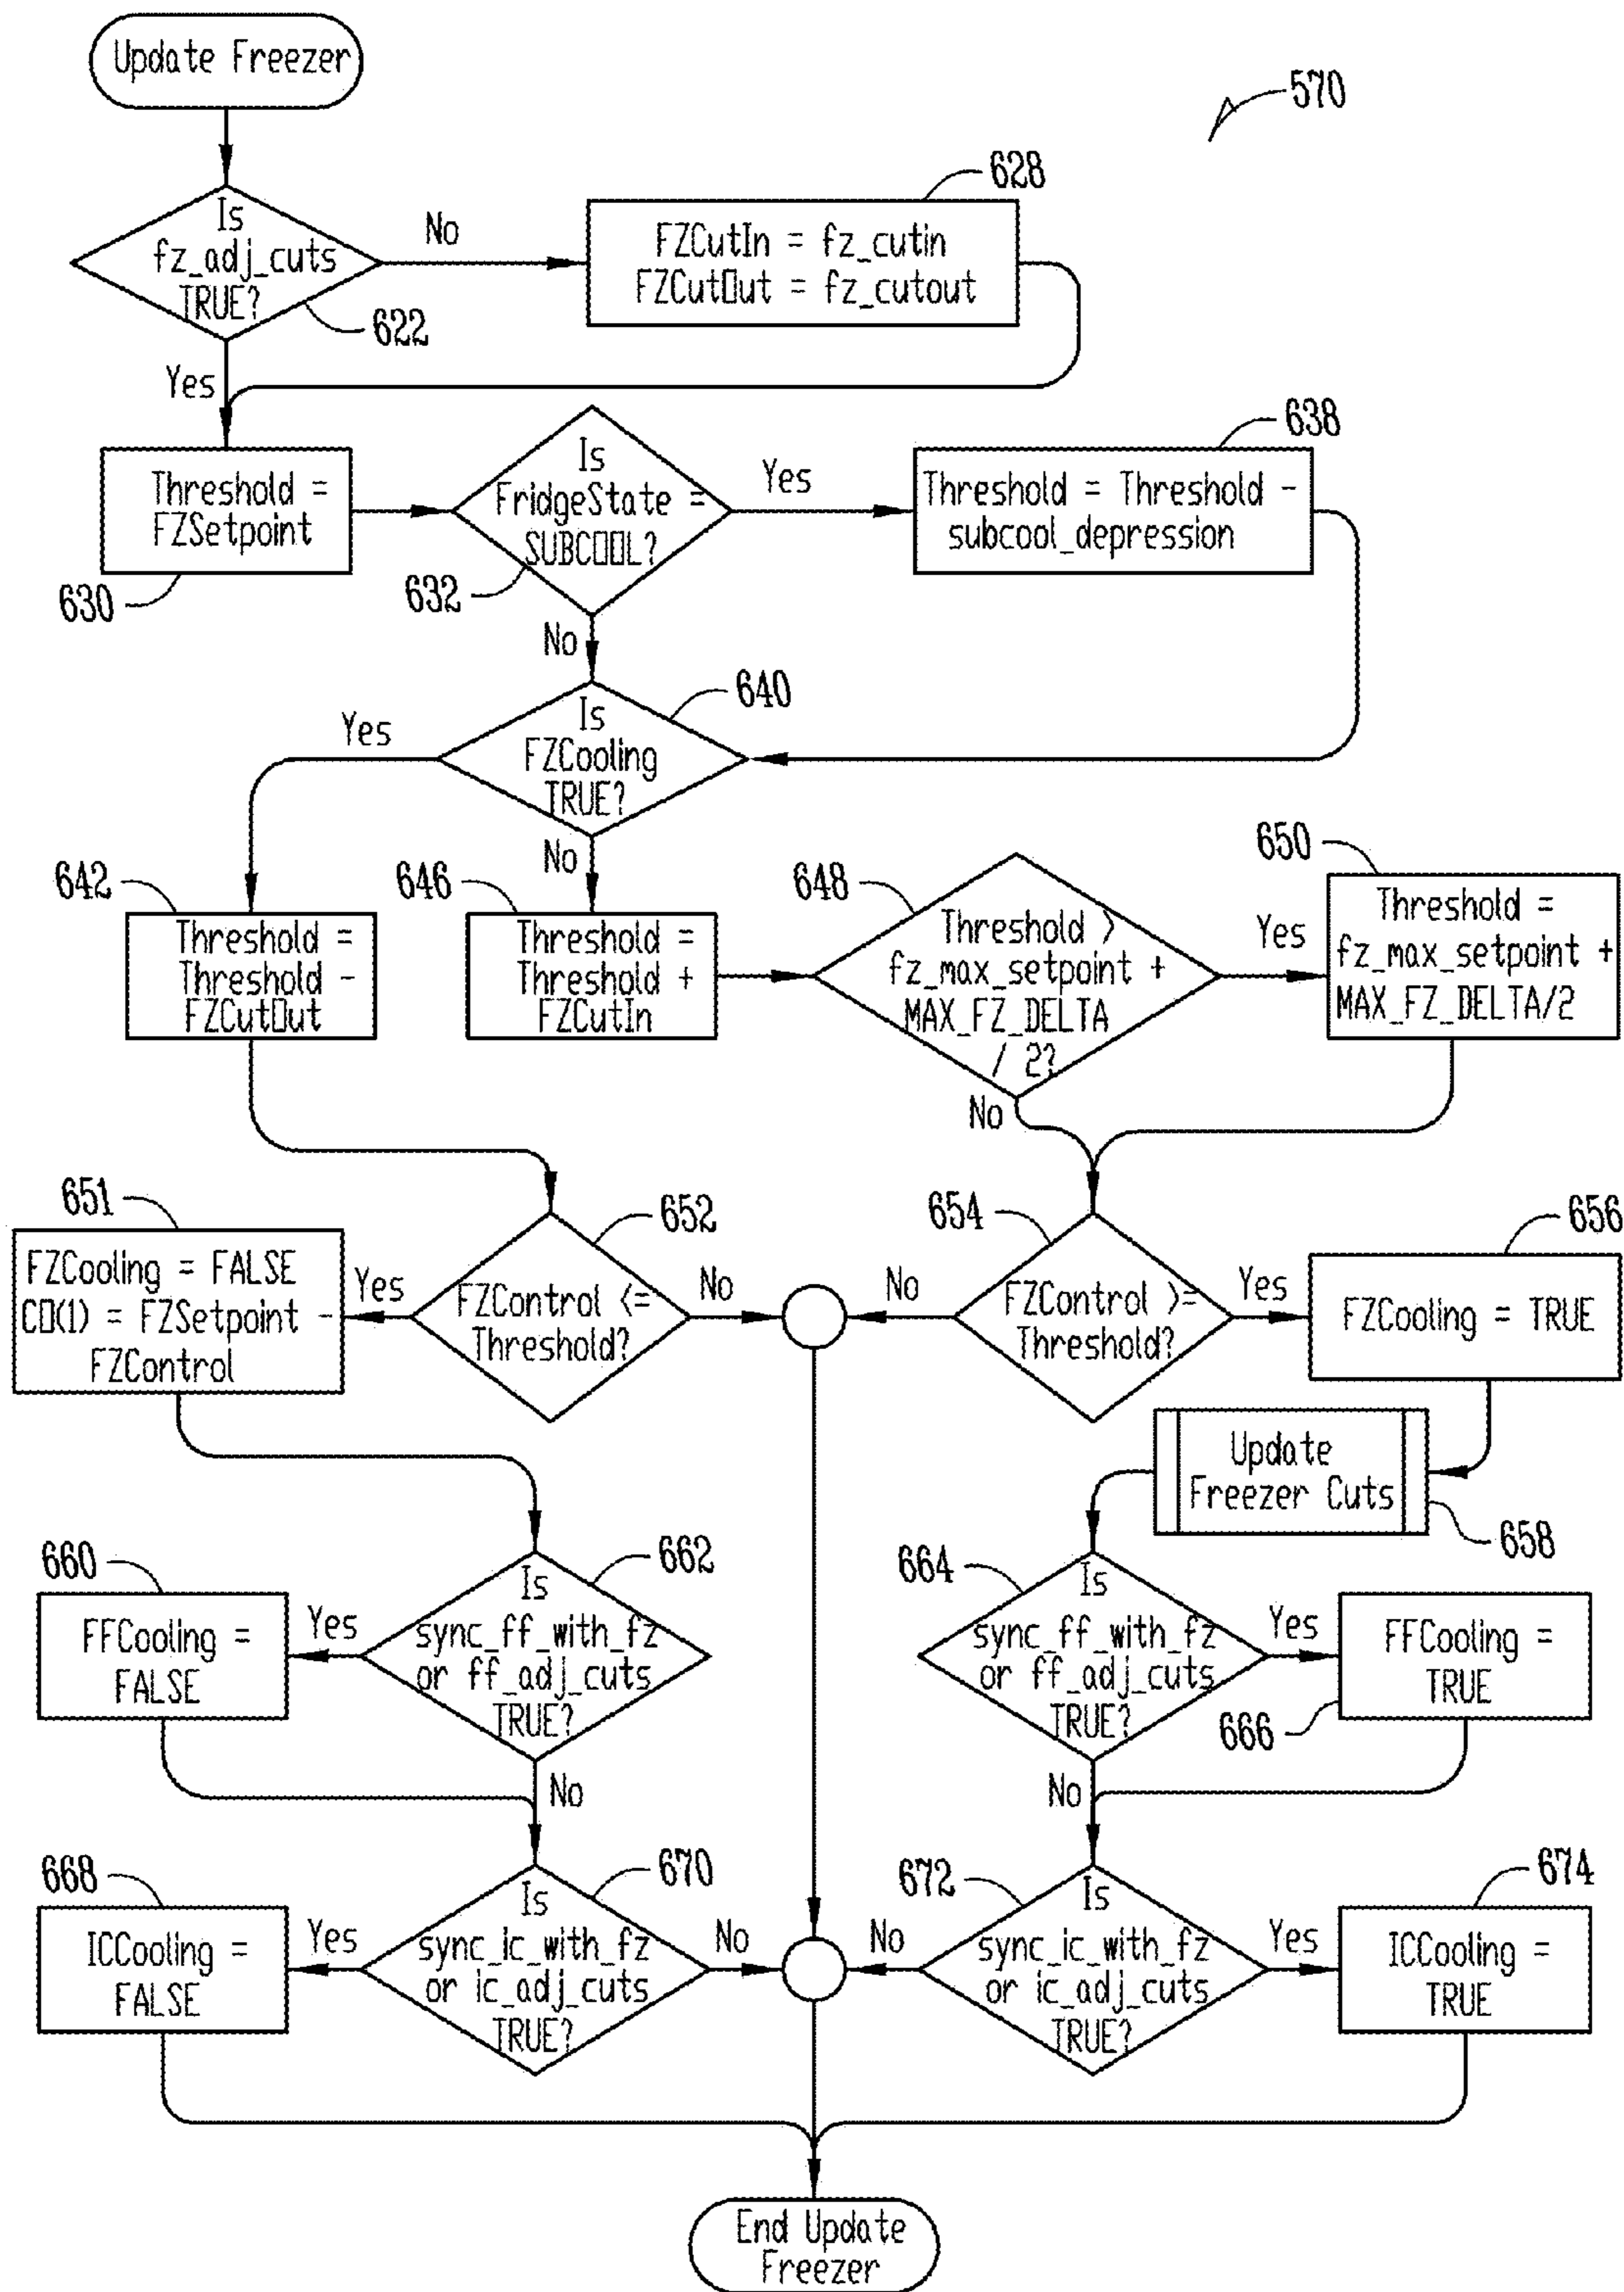 Update Freezer
570
Is
fz_adj_cuts
TRUE?
622
No
Yes
628
FZCutIn = fz_cutin
FZCutOut = fz_cutout
Threshold =
FZSetpoint
630
Is
FridgeState =
SUBCOOL?
632
Yes
No
638
Threshold = Threshold -
subcool_depression
640
Is
FZCooling
TRUE?
Yes
No
642
Threshold =
Threshold -
FZCutOut
646
Threshold =
Threshold +
FZCutIn
648
Threshold >
fz_max_setpoint +
MAX_FZ_DELTA
/ 2?
Yes
No
650
Threshold =
fz_max_setpoint +
MAX_FZ_DELTA/2
651
FZCooling = FALSE
CO(1) = FZSetpoint -
FZControl
Yes
652
FZControl <=
Threshold?
No
No
654
FZControl >=
Threshold?
Yes
656
FZCooling = TRUE
Update
Freezer Cuts
658
660
FFCooling =
FALSE
Yes
662
Is
sync_ff_with_fz
or ff_adj_cuts
TRUE?
No
664
Is
sync_ff_with_fz
or ff_adj_cuts
TRUE?
Yes
No
FFCooling =
TRUE
666
668
ICCooling =
FALSE
Yes
670
Is
sync_ic_with_fz
or ic_adj_cuts
TRUE?
No
No
672
Is
sync_ic_with_fz
or ic_adj_cuts
TRUE?
Yes
674
ICCooling =
TRUE
End Update
Freezer